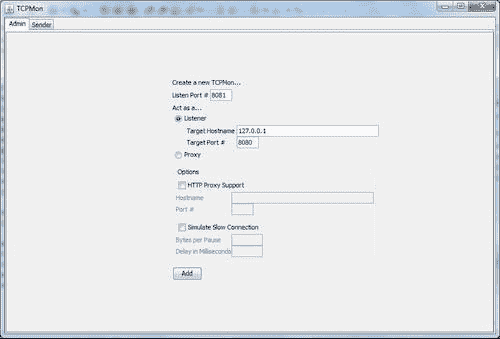 TCPMon
Admin Sender
Create a new TCPMon...
Listen Port # 8081
Act as a...
Listener
Target Hostname 127.0.0.1
Target Port # 8080
Proxy
Options
HTTP Proxy Support
Hostname
Port #
Simulate Slow Connection
Bytes per Pause
Delay in Milliseconds
Add